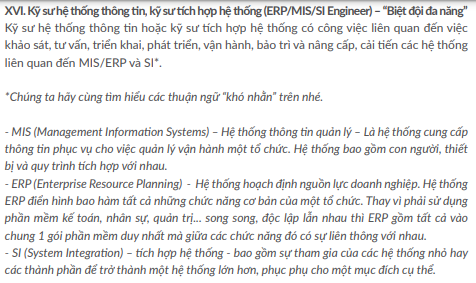 XVI. Kỹ sư hệ thống thông tin, kỹ sư tích hợp hệ thống (ERP/MIS/SI Engineer) – “Biệt đội đa năng”
Kỹ sư hệ thống thông tin hoặc kỹ sư tích hợp hệ thống có công việc liên quan đến việc
khảo sát, tư vấn, triển khai, phát triển, vận hành, bảo trì và nâng cấp, cải tiến các hệ thống
liên quan đến MIS/ERP và SI*.
*Chúng ta hãy cùng tìm hiểu các thuật ngữ “khó nhằn” trên nhé.
- MIS (Management Information Systems) – Hệ thống thông tin quản lý – Là hệ thống cung cấp
thông tin phục vụ cho việc quản lý vận hành một tổ chức. Hệ thống bao gồm con người, thiết
bị và quy trình tích hợp với nhau.
- ERP (Enterprise Resource Planning) - Hệ thống hoạch định nguồn lực doanh nghiệp. Hệ thống
ERP điển hình bao hàm tất cả những chức năng cơ bản của một tổ chức. Thay vì phải sử dụng
phần mềm kế toán, nhân sự, quản trị... song song, độc lập lẫn nhau thì ERP gồm tất cả vào
chung 1 gói phần mềm duy nhất mà giữa các chức năng đó có sự liên thông với nhau.
- SI (System Integration) – tích hợp hệ thống - bao gồm sự tham gia của các hệ thống nhỏ hay
các thành phần để trở thành một hệ thống lớn hơn, phục phụ cho một mục đích cụ thể.